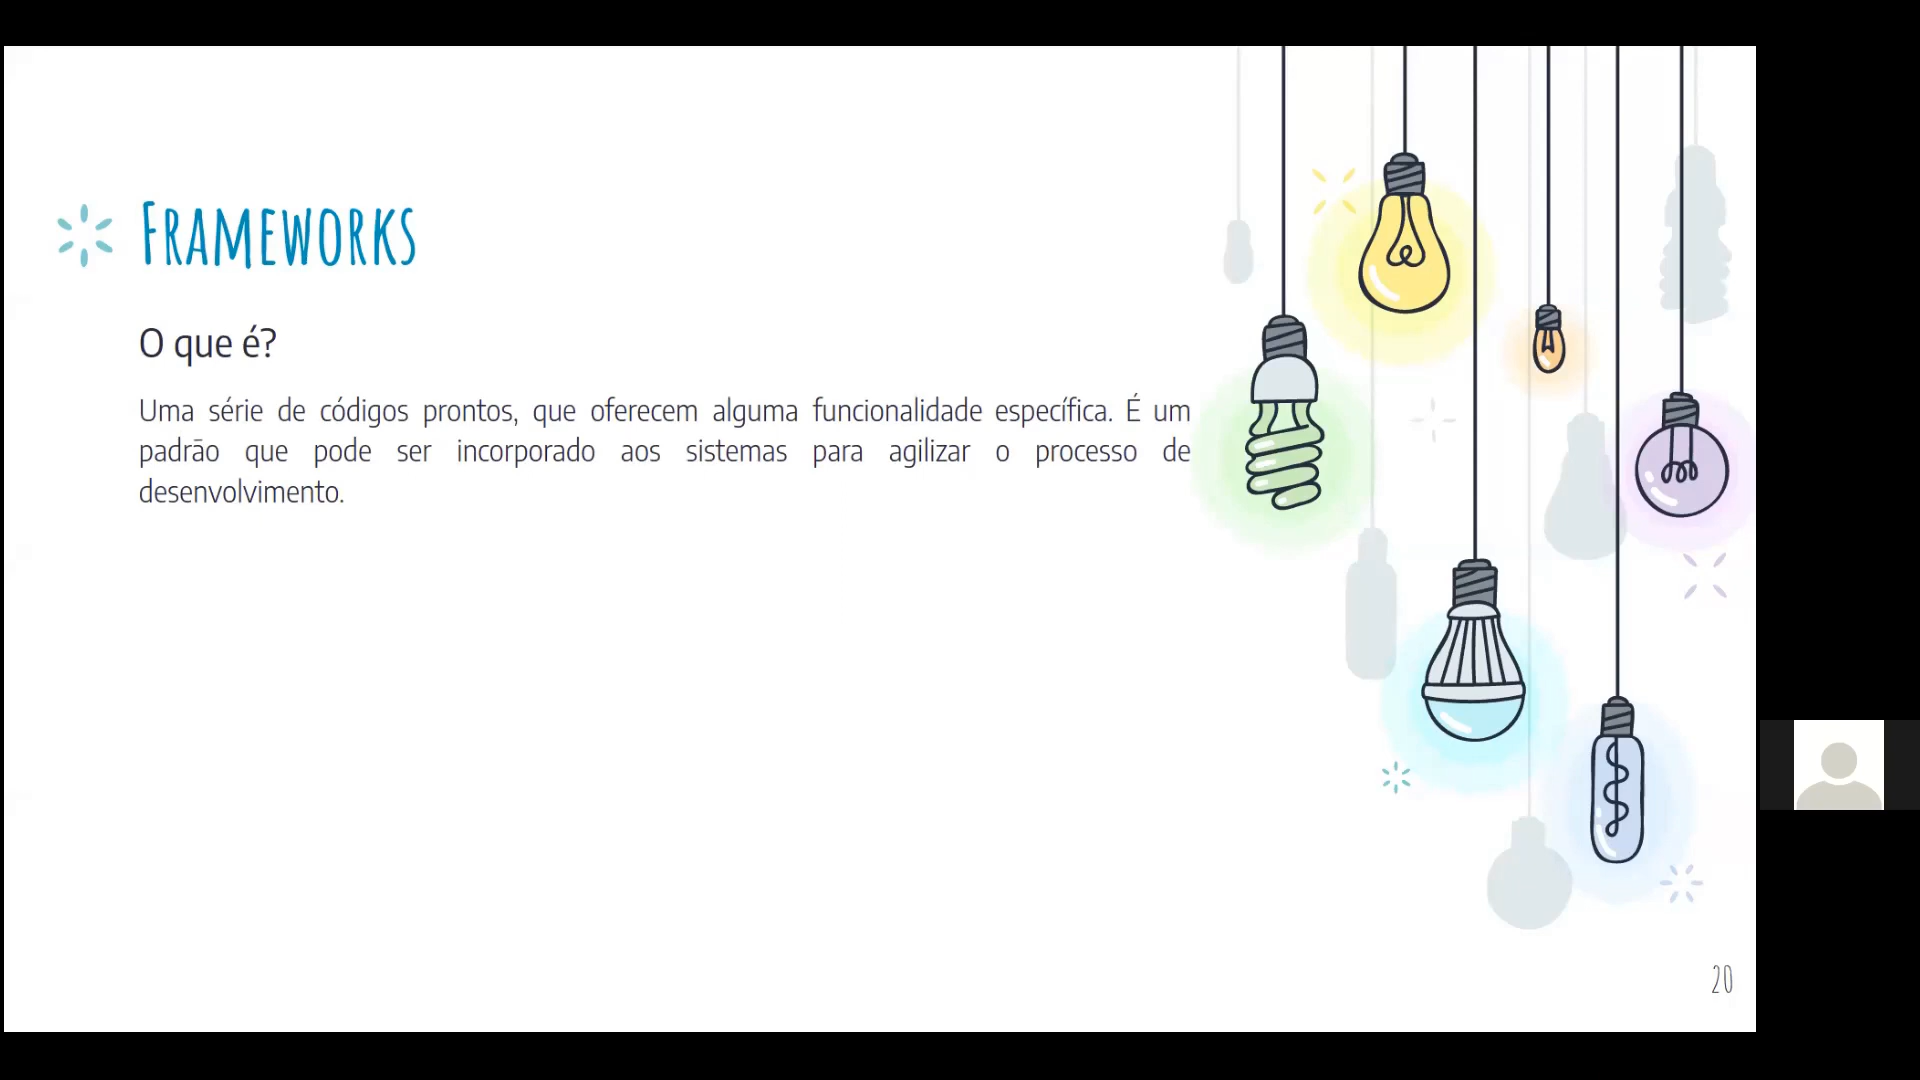 Frameworks
O que é?
Uma série de códigos prontos, que oferecem alguma funcionalidade específica. É um
padrão que pode ser incorporado aos sistemas para agilizar o processo de
desenvolvimento.
20